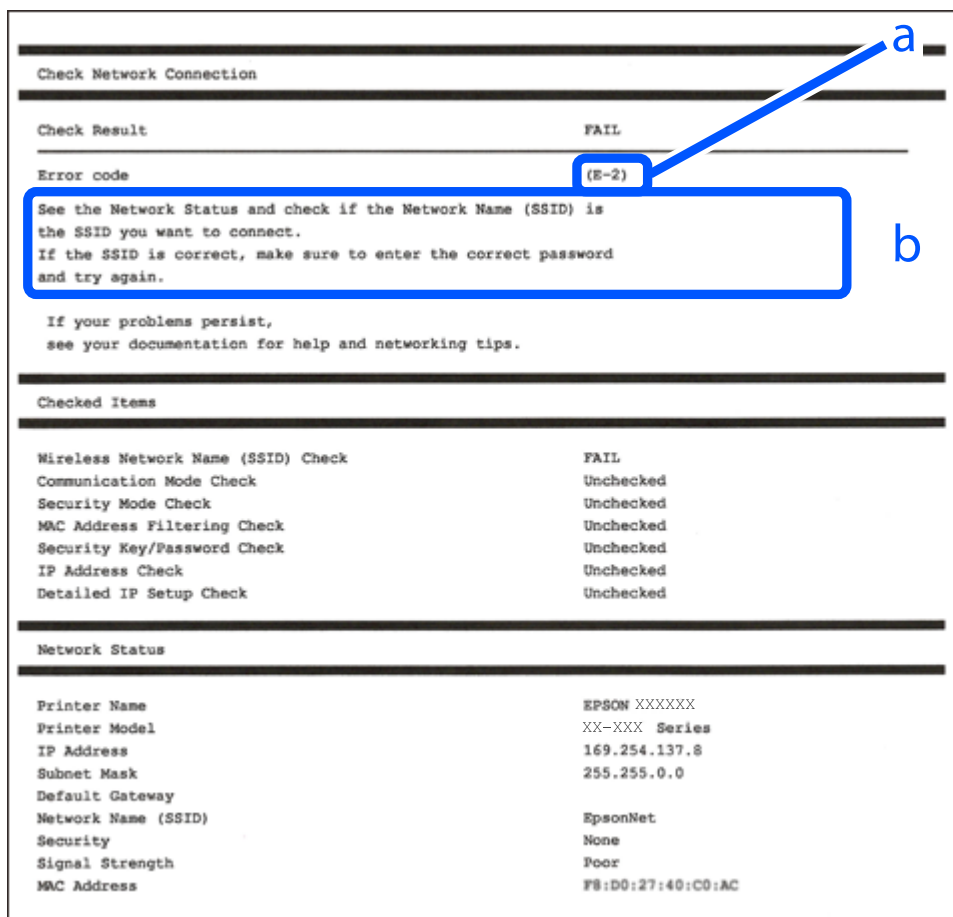 a
Check Network Connection
Check Result FAIL
Error code (E-2)
See the Network Status and check if the Network Name (SSID) is
the SSID you want to connect.
If the SSID is correct, make sure to enter the correct password
and try again.
b
If your problems persist,
see your documentation for help and networking tips.
Checked Items
Wireless Network Name (SSID) Check FAIL
Communication Mode Check Unchecked
Security Mode Check Unchecked
MAC Address Filtering Check Unchecked
Security Key/Password Check Unchecked
IP Address Check Unchecked
Detailed IP Setup Check Unchecked
Network Status
Printer Name EPSON XXXXXX
Printer Model XX-XXX Series
IP Address 169.254.137.8
Subnet Mask 255.255.0.0
Default Gateway
Network Name (SSID) EpsonNet
Security None
Signal Strength Poor
MAC Address F8:D0:27:40:C0:AC